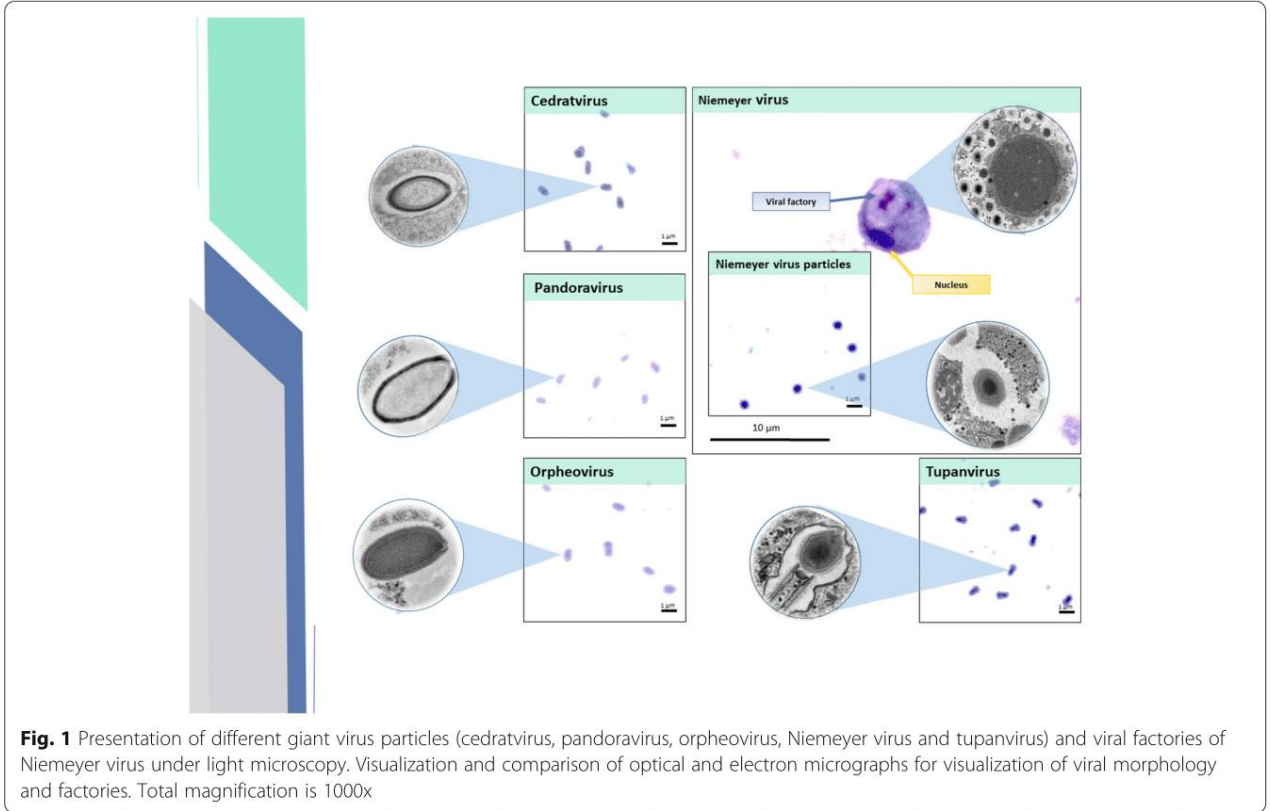 Cedratvirus
1 µm
Niemeyer virus
Viral factory
Nucleus
Niemeyer virus particles
1 µm
10 µm
Pandoravirus
1 µm
Orpheovirus
1 µm
Tupanvirus
1 µm
Fig. 1 Presentation of different giant virus particles (cedratvirus, pandoravirus, orpheovirus, Niemeyer virus and tupanvirus) and viral factories of
Niemeyer virus under light microscopy. Visualization and comparison of optical and electron micrographs for visualization of viral morphology
and factories. Total magnification is 1000x